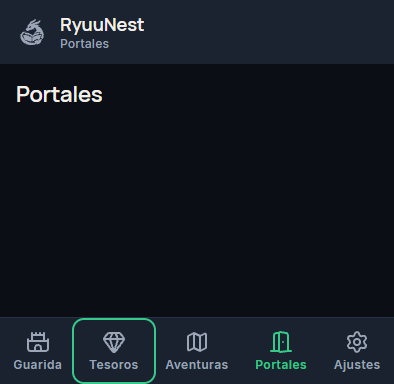 RyuuNest
Portales
Portales
Guarida
Tesoros
Aventuras
Portales
Ajustes